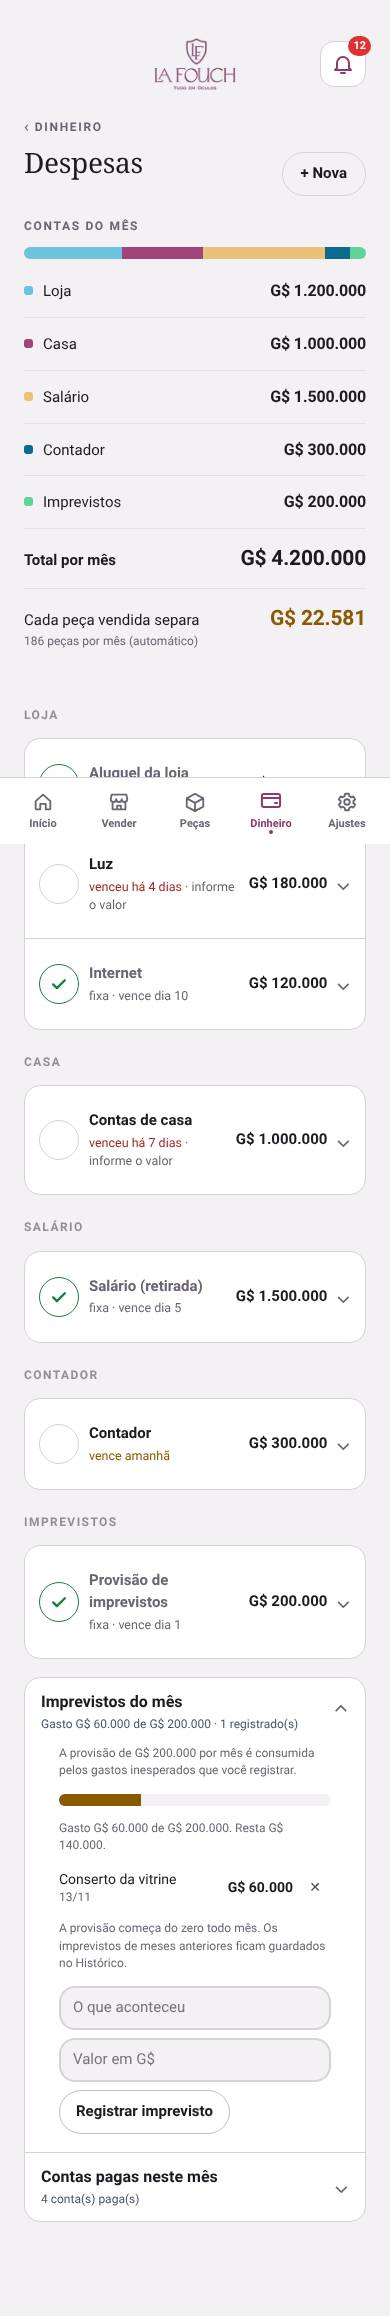 LF
LA FOUCH
TUDO EM ÓCULOS
12
‹ DINHEIRO
Despesas
+ Nova
CONTAS DO MÊS
Loja G$ 1.200.000
Casa G$ 1.000.000
Salário G$ 1.500.000
Contador G$ 300.000
Imprevistos G$ 200.000
Total por mês G$ 4.200.000
Cada peça vendida separa G$ 22.581
186 peças por mês (automático)
LOJA
Aluguel da loja
Início Vender Peças Dinheiro Ajustes
Luz
venceu há 4 dias · informe
o valor
G$ 180.000
Internet
fixa · vence dia 10
G$ 120.000
CASA
Contas de casa
venceu há 7 dias ·
informe o valor
G$ 1.000.000
SALÁRIO
Salário (retirada)
fixa · vence dia 5
G$ 1.500.000
CONTADOR
Contador
vence amanhã
G$ 300.000
IMPREVISTOS
Provisão de
imprevistos
fixa · vence dia 1
G$ 200.000
Imprevistos do mês
Gasto G$ 60.000 de G$ 200.000 · 1 registrado(s)
A provisão de G$ 200.000 por mês é consumida
pelos gastos inesperados que você registrar.
Gasto G$ 60.000 de G$ 200.000. Resta G$
140.000.
Conserto da vitrine
13/11
G$ 60.000 ✕
A provisão começa do zero todo mês. Os
imprevistos de meses anteriores ficam guardados
no Histórico.
O que aconteceu
Valor em G$
Registrar imprevisto
Contas pagas neste mês
4 conta(s) paga(s)